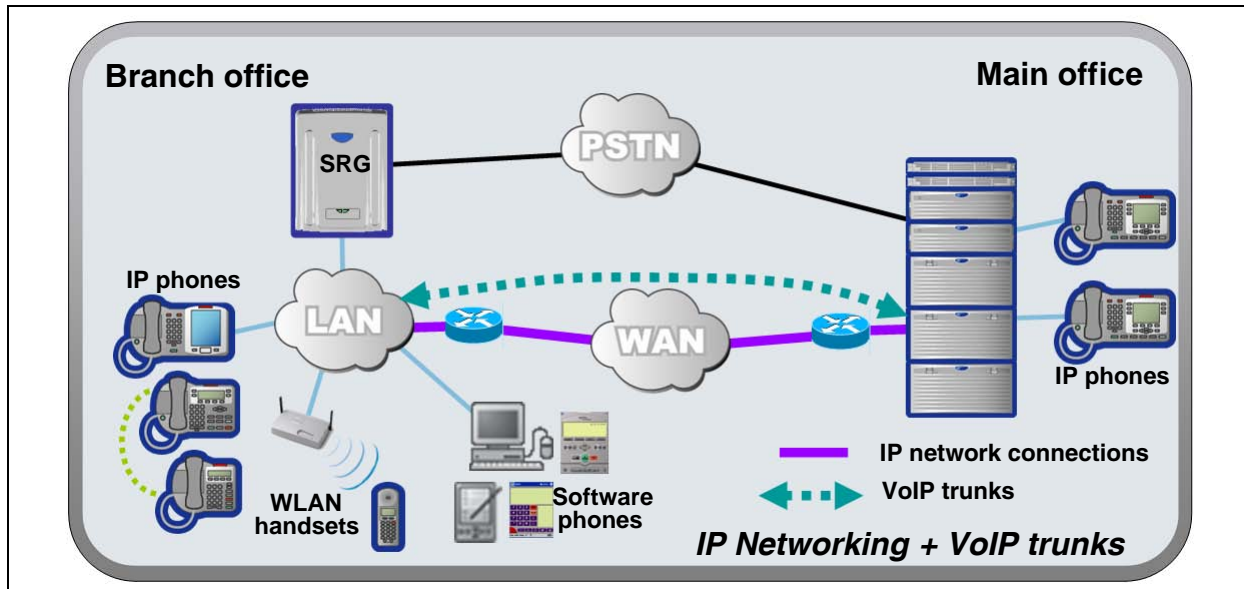 Branch office
Main office
PSTN
SRG
IP phones
LAN
WAN
IP phones
WLAN
handsets
Software
phones
IP network connections
VoIP trunks
IP Networking + VoIP trunks